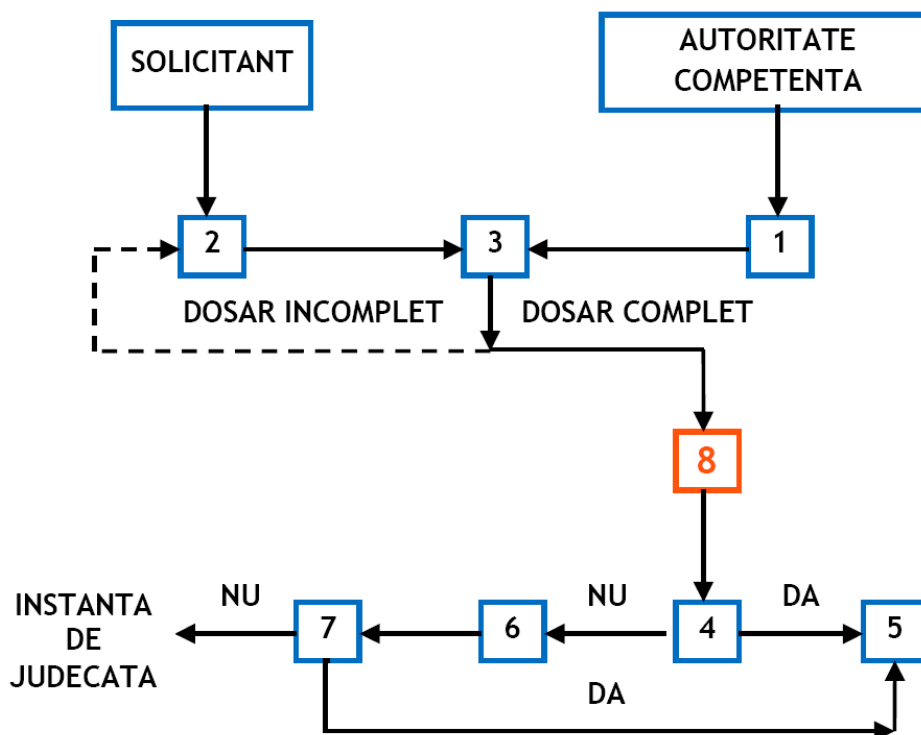 SOLICITANT
AUTORITATE
COMPETENTA
2
3
1
DOSAR INCOMPLET
DOSAR COMPLET
8
INSTANTA
DE
JUDECATA
NU
7
6
NU
4
DA
5
DA